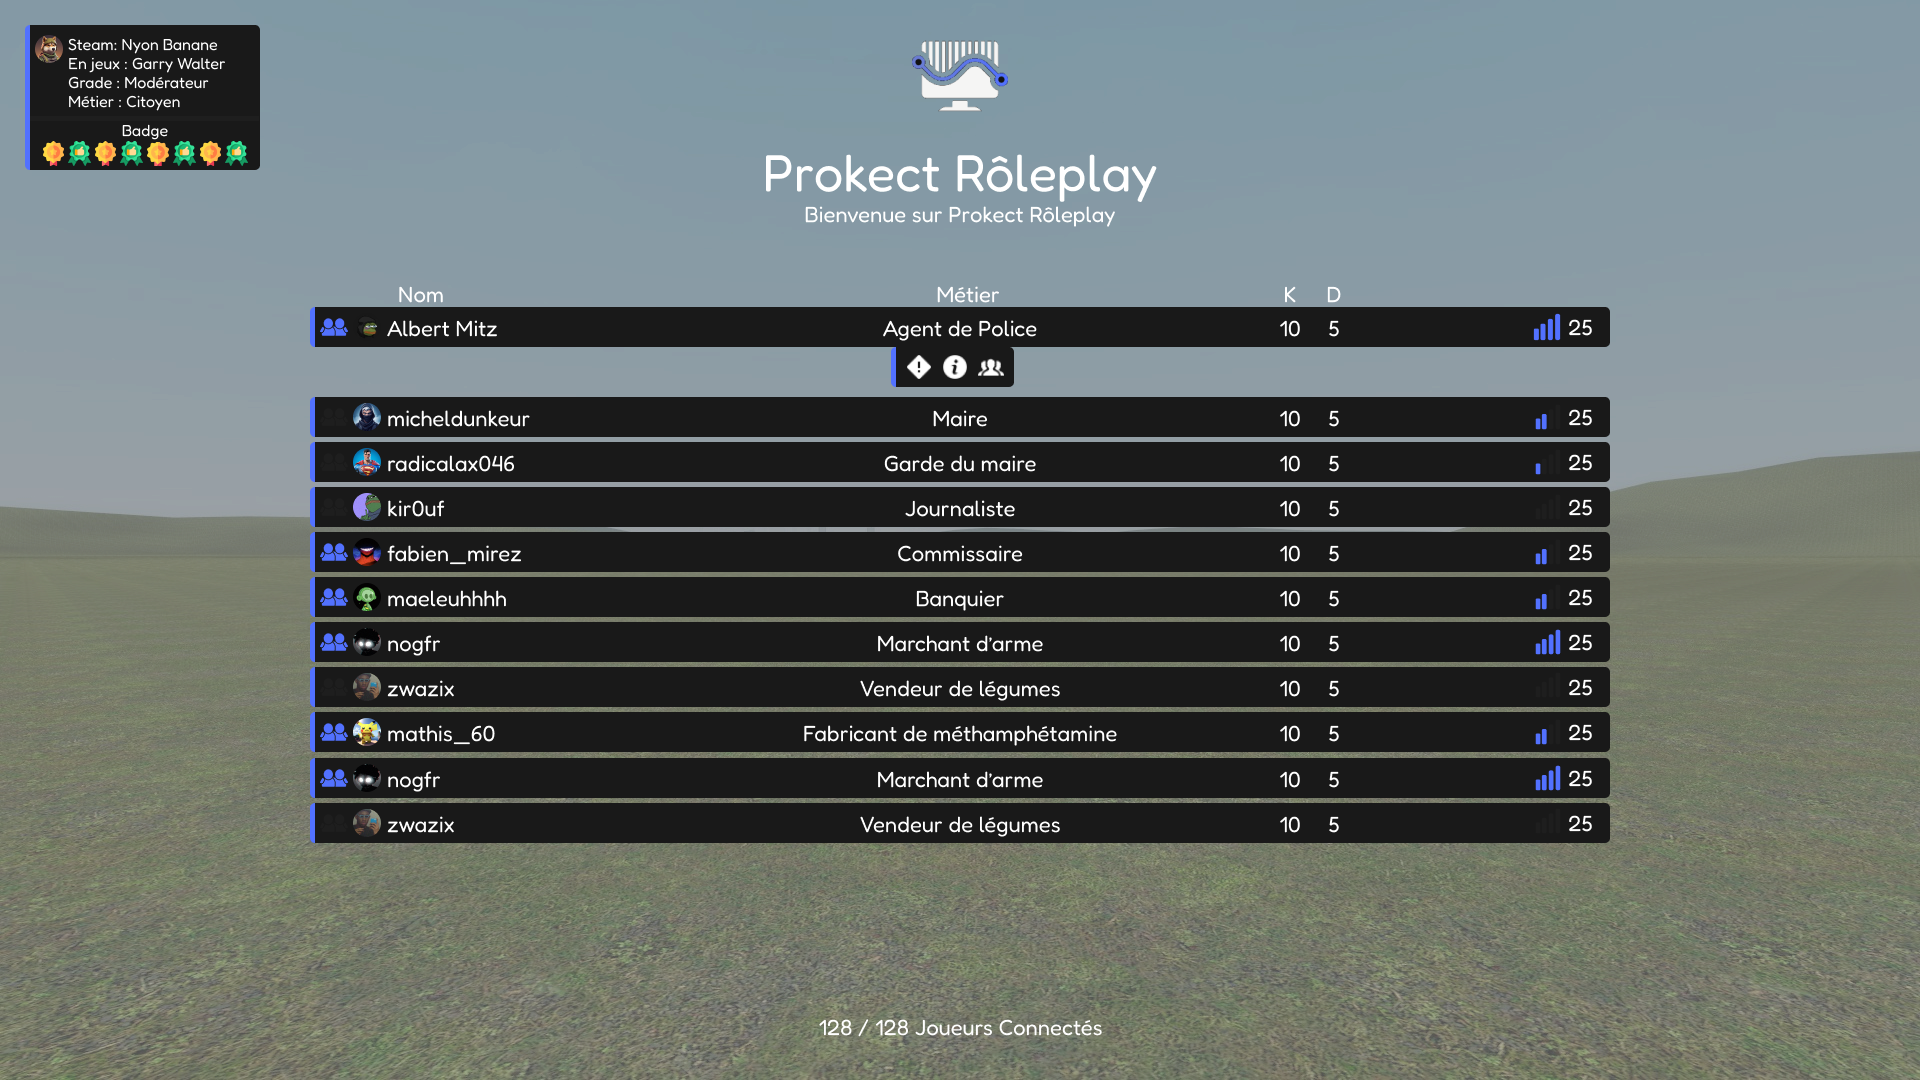 Steam: Nyon Banane
En jeux : Garry Walter
Grade : Modérateur
Métier : Citoyen
Badge
Prokect Rôleplay
Bienvenue sur Prokect Rôleplay
Nom Métier K D
Albert Mitz Agent de Police 10 5 25
micheldunkeur Maire 10 5 25
radicalax046 Garde du maire 10 5 25
kir0uf Journaliste 10 5 25
fabien_mirez Commissaire 10 5 25
maeleuhhhh Banquier 10 5 25
nogfr Marchant d'arme 10 5 25
zwazix Vendeur de légumes 10 5 25
mathis_60 Fabricant de méthamphétamine 10 5 25
nogfr Marchant d'arme 10 5 25
zwazix Vendeur de légumes 10 5 25
128 / 128 Joueurs Connectés